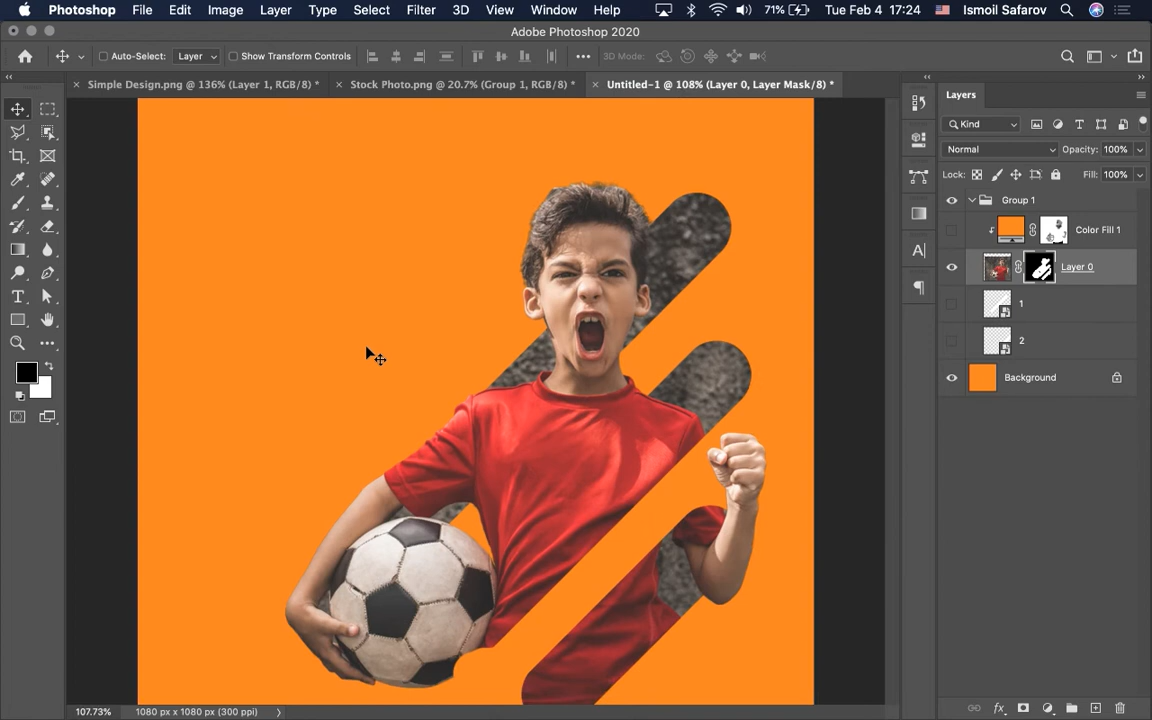 Photoshop File Edit Image Layer Type Select Filter 3D View Window Help 71% Tue Feb 4 17:24 Ismoil Safarov
Adobe Photoshop 2020
Auto-Select: Layer Show Transform Controls 3D Mode:
Simple Design.png @ 136% (Layer 1, RGB/8) * Stock Photo.png @ 20.7% (Group 1, RGB/8) * Untitled-1 @ 108% (Layer 0, Layer Mask/8) *
Layers
Kind
Normal Opacity: 100%
Lock: Fill: 100%
Group 1
Color Fill 1
Layer 0
1
2
Background
107.73% 1080 px x 1080 px (300 ppi)